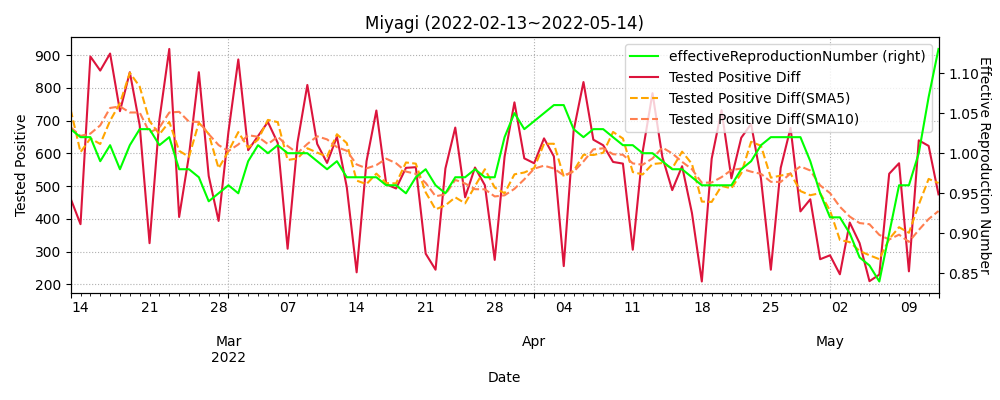 Miyagi (2022-02-13~2022-05-14)
effectiveReproductionNumber (right)
Tested Positive Diff
Tested Positive Diff(SMA5)
Tested Positive Diff(SMA10)
Tested Positive
900
800
700
600
500
400
300
200
1.10
1.05
1.00
0.95
0.90
0.85
Effective Reproduction Number
14 21 28 07 14 21 28 04 11 18 25 02 09
Mar Apr May
2022
Date